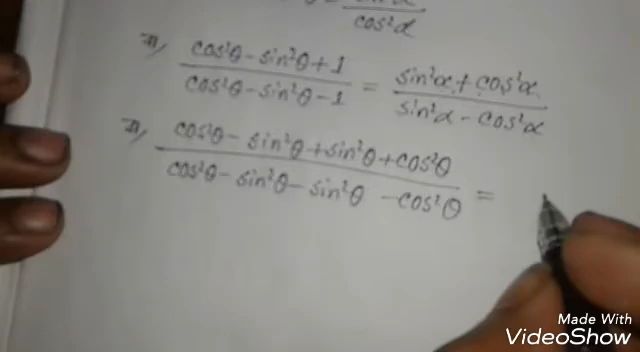 cos²α
⇒, cos²θ - sin²θ + 1 / cos²θ - sin²θ - 1 = sin²α + cos²α / sin²α - cos²α
⇒, cos²θ - sin²θ + sin²θ + cos²θ / cos²θ - sin²θ - sin²θ - cos²θ =
Made With
VideoShow